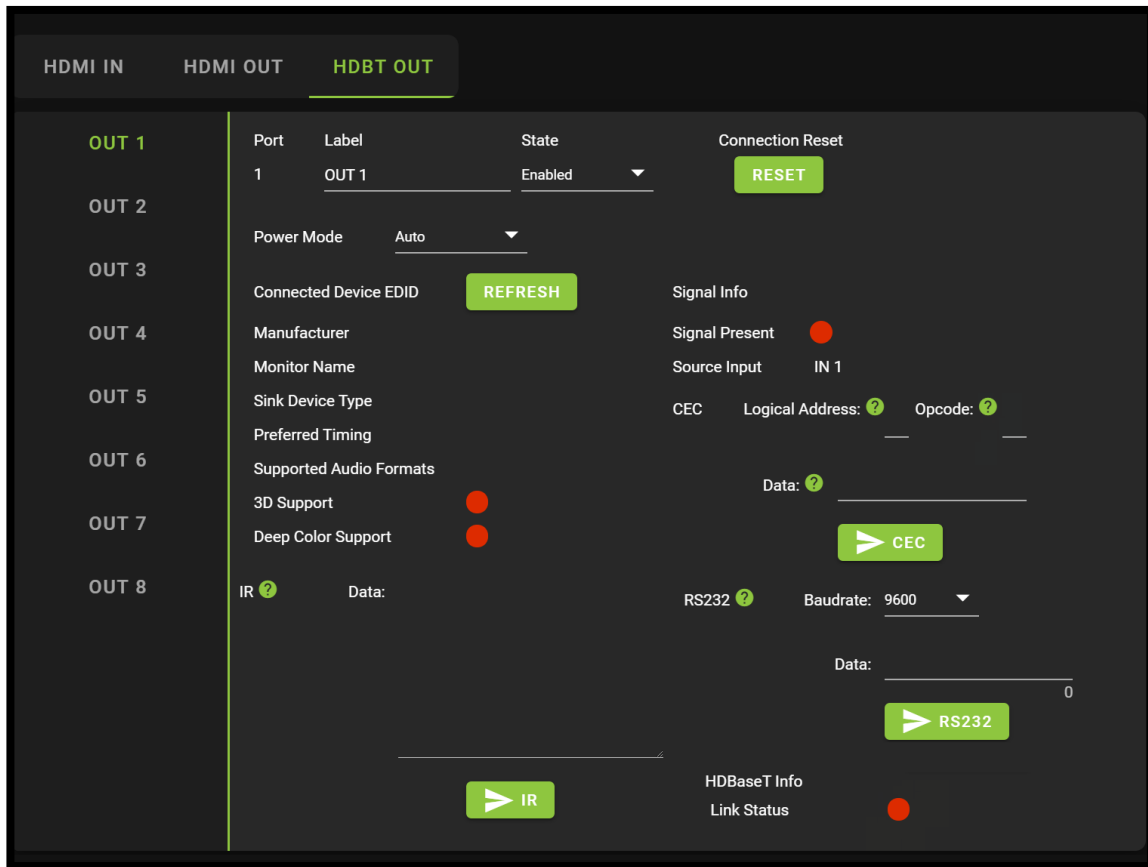 HDMI IN HDMI OUT HDBT OUT
OUT 1
OUT 2
OUT 3
OUT 4
OUT 5
OUT 6
OUT 7
OUT 8
Port Label State Connection Reset
1 OUT 1 Enabled RESET
Power Mode Auto
Connected Device EDID REFRESH
Manufacturer
Monitor Name
Sink Device Type
Preferred Timing
Supported Audio Formats
3D Support
Deep Color Support
Signal Info
Signal Present
Source Input IN 1
CEC Logical Address: ? Opcode: ?
Data: ?
CEC
IR ? Data:
IR
RS232 ? Baudrate: 9600
Data:
0
RS232
HDBaseT Info
Link Status